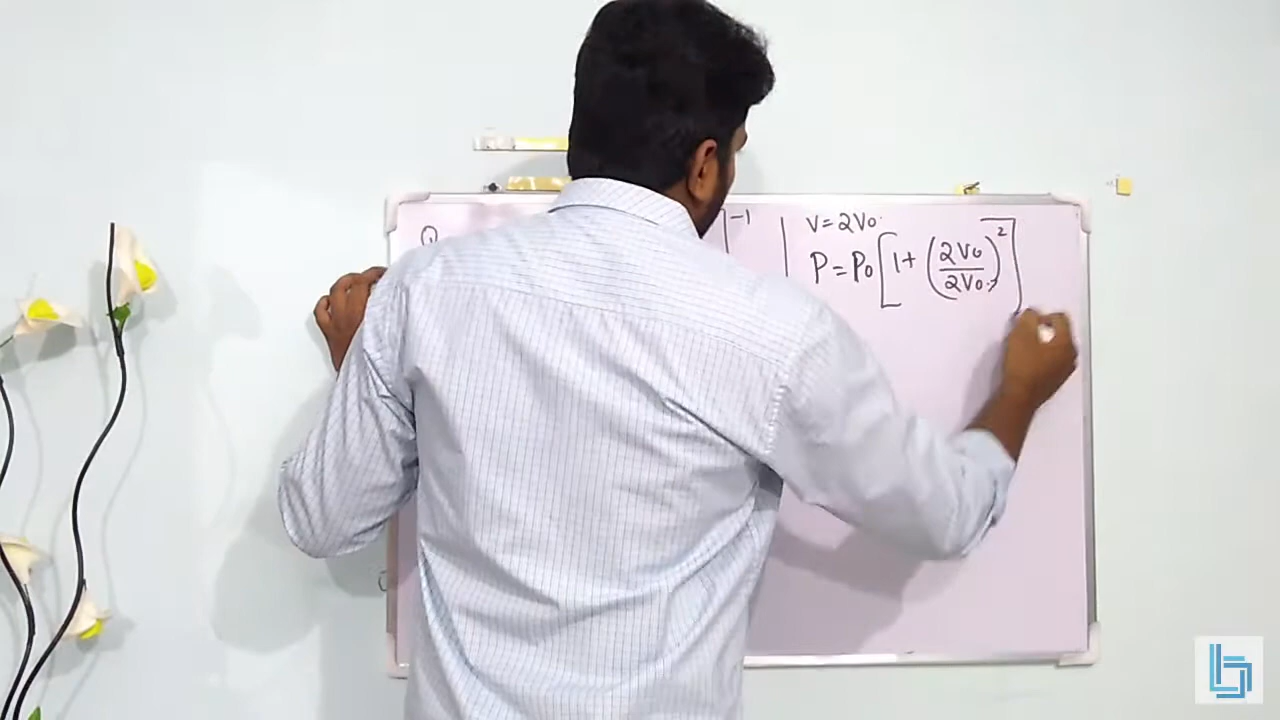 Q
]⁻¹
V = 2V₀.
P = P₀ [1 + (2V₀/2V₀)²]